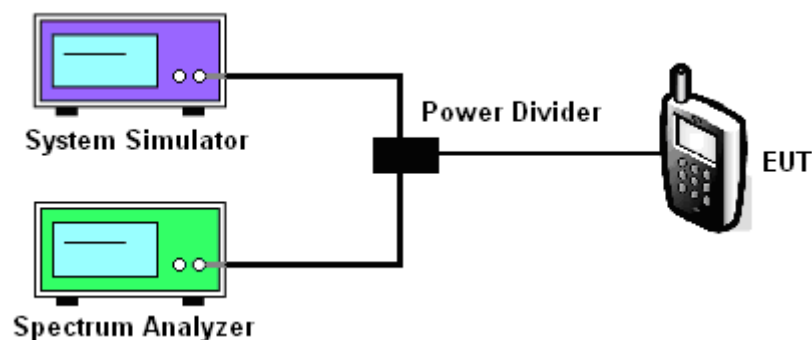 Power Divider
System Simulator
EUT
Spectrum Analyzer